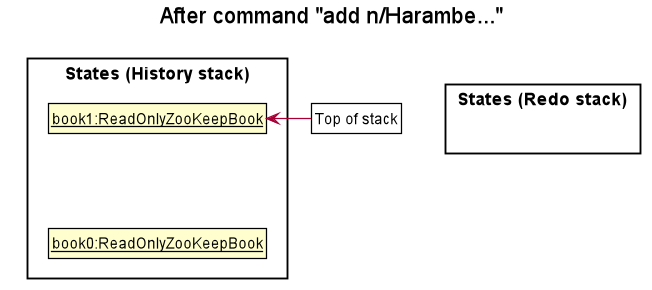 After command "add n/Harambe..."
States (History stack)
States (Redo stack)
book1:ReadOnlyZooKeepBook
Top of stack
book0:ReadOnlyZooKeepBook